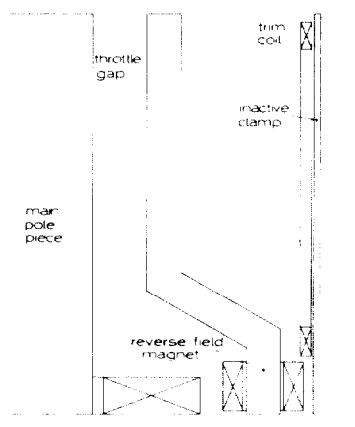 trim
coil
throttle
gap
inactive
clamp
main
pole
piece
reverse field
magnet